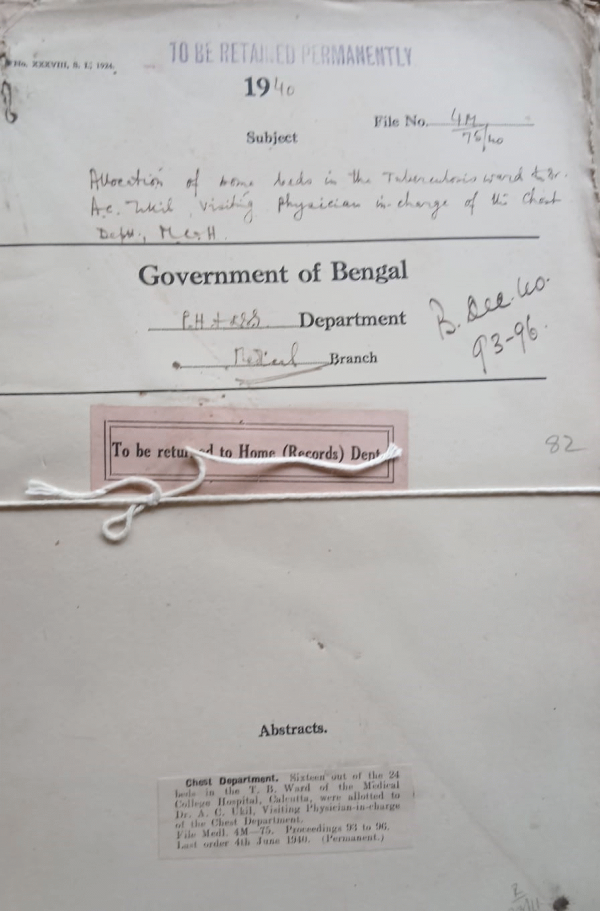 No. XXXVIII, S. I., 1934.
TO BE RETAINED PERMANENTLY
1940
File No. 4M
75/40
Subject
Allocation of some beds in the Tuberculosis ward to Dr.
A.C. Ukil, Visiting Physician in-charge of the Chest
Deptt., M.C.H.
Government of Bengal
P.H & LSG Department
Medical Branch
B. Dec. 40.
93-96.
To be returned to Home (Records) Dept.
82
Abstracts.
Chest Department. Sixteen out of the 24
beds in the T. B. Ward of the Medical
College Hospital, Calcutta, were allotted to
Dr. A. C. Ukil, Visiting Physician-in-charge
of the Chest Department.
File Medl. 4M—75. Proceedings 93 to 96.
Last order 4th June 1940. (Permanent.)